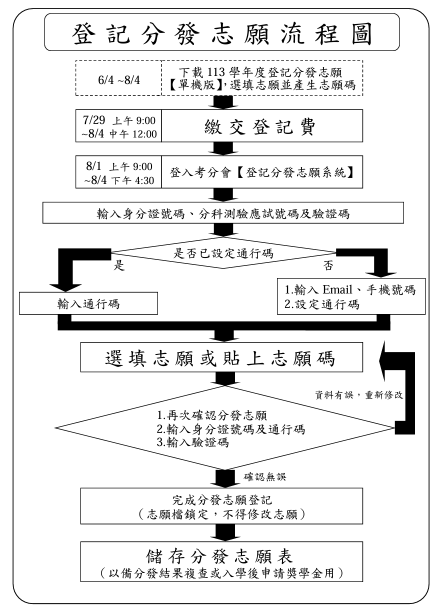 登記分發志願流程圖
6/4 ~8/4
下載 113 學年度登記分發志願
【單機版】, 選填志願並產生志願碼
7/29 上午 9:00
~8/4 中午 12:00
繳交登記費
8/1 上午 9:00
~8/4 下午 4:30
登入考分會【登記分發志願系統】
輸入身分證號碼、分科測驗應試號碼及驗證碼
是否已設定通行碼
是
否
輸入通行碼
1.輸入 Email、手機號碼
2.設定通行碼
選填志願或貼上志願碼
資料有誤，重新修改
1.再次確認分發志願
2.輸入身分證號碼及通行碼
3.輸入驗證碼
確認無誤
完成分發志願登記
（志願檔鎖定，不得修改志願）
儲存分發志願表
（以備分發結果複查或入學後申請獎學金用）